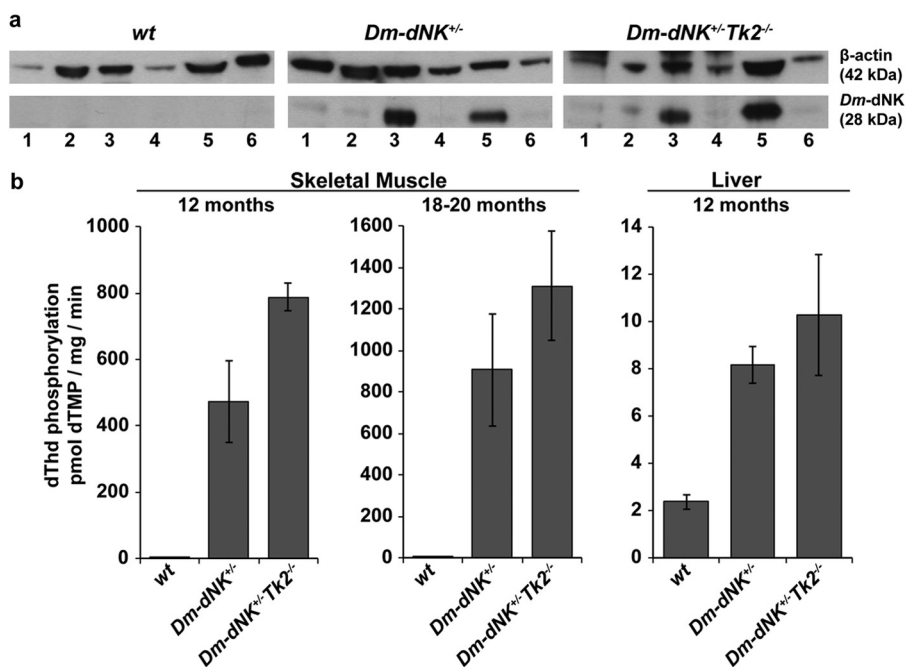 a
wt
Dm-dNK+/-
Dm-dNK+/-Tk2-/-
β-actin
(42 kDa)
Dm-dNK
(28 kDa)
1 2 3 4 5 6 1 2 3 4 5 6 1 2 3 4 5 6
b
Skeletal Muscle
Liver
12 months
18-20 months
12 months
dThd phosphorylation
pmol dTMP / mg / min
1000
800
600
400
200
0
wt
Dm-dNK+/-
Dm-dNK+/-Tk2-/-
1600
1400
1200
1000
800
600
400
200
0
wt
Dm-dNK+/-
Dm-dNK+/-Tk2-/-
14
12
10
8
6
4
2
0
wt
Dm-dNK+/-
Dm-dNK+/-Tk2-/-